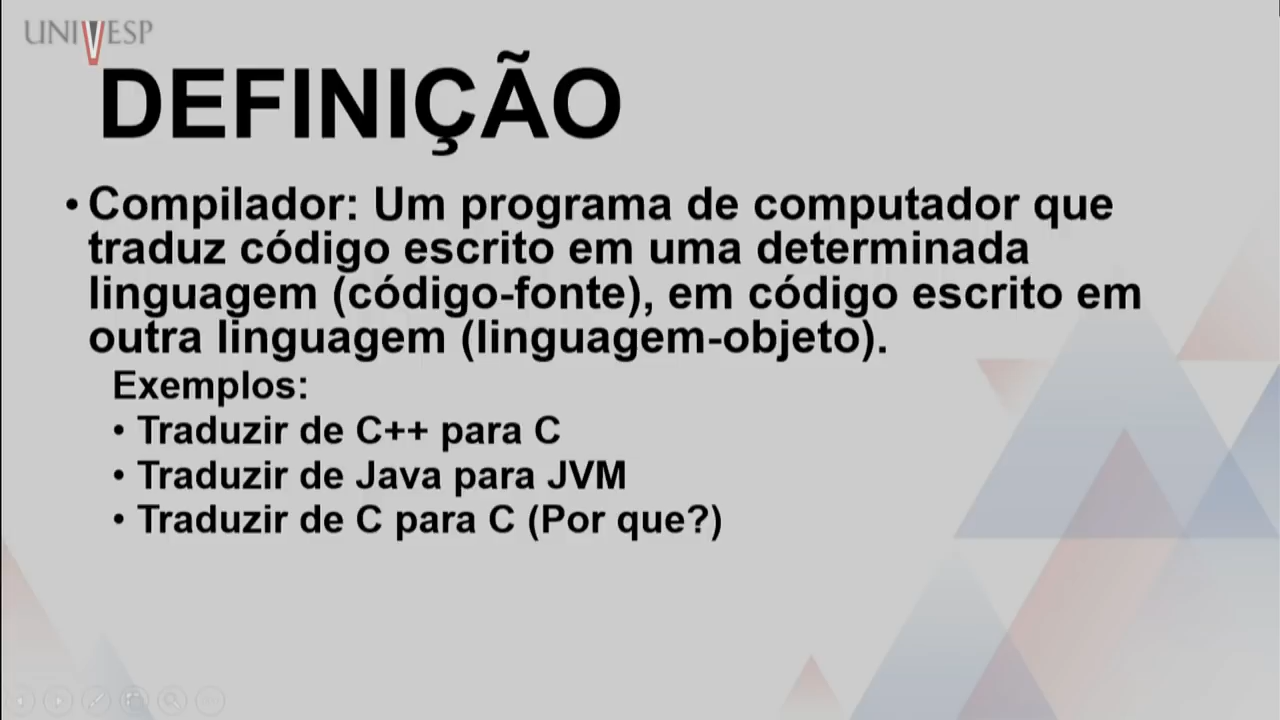 UNIVESP
DEFINIÇÃO
• Compilador: Um programa de computador que
traduz código escrito em uma determinada
linguagem (código-fonte), em código escrito em
outra linguagem (linguagem-objeto).
Exemplos:
• Traduzir de C++ para C
• Traduzir de Java para JVM
• Traduzir de C para C (Por que?)